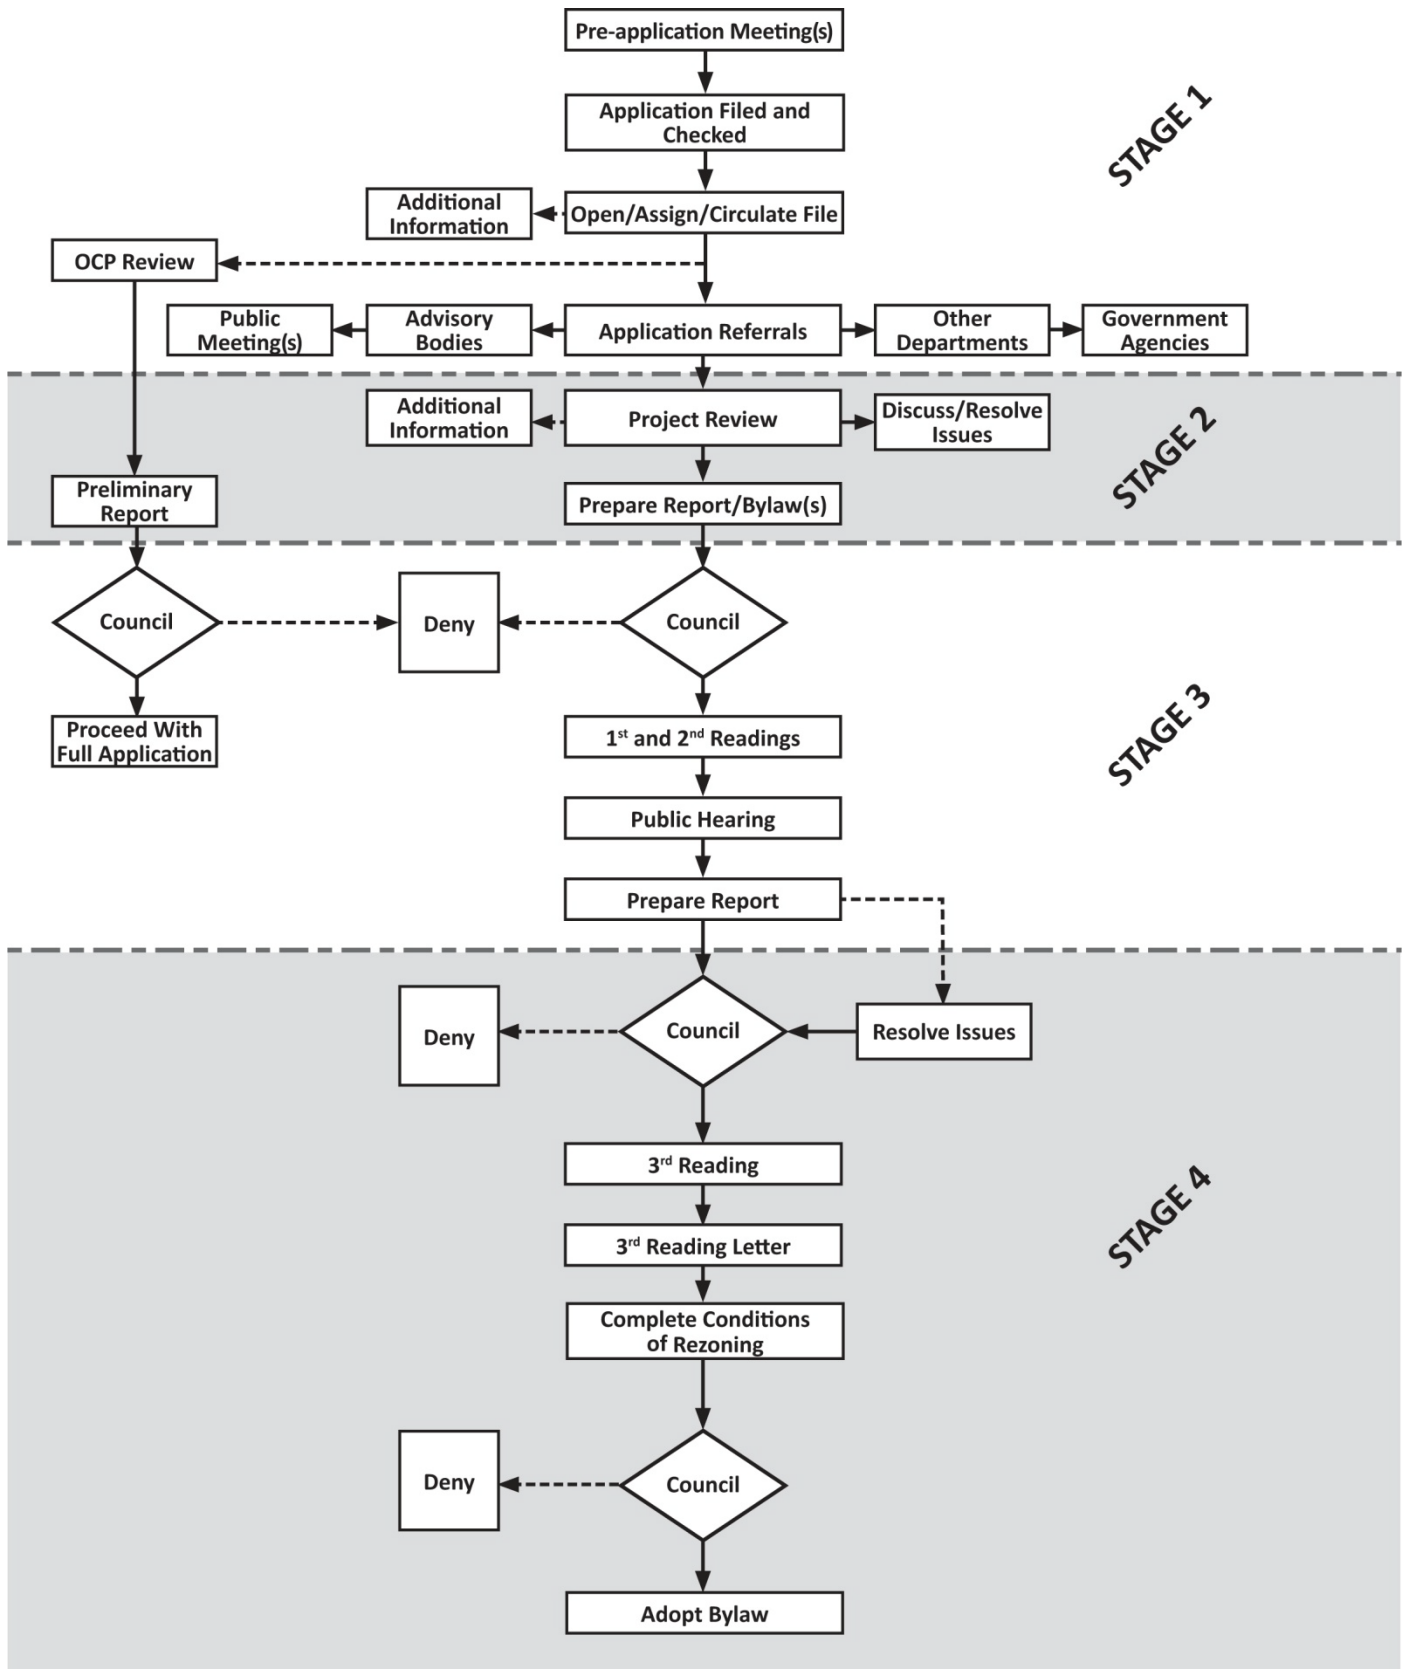 Pre-application Meeting(s)
STAGE 1
Application Filed and
Checked
Additional
Information
Open/Assign/Circulate File
OCP Review
Public
Meeting(s)
Advisory
Bodies
Application Referrals
Other
Departments
Government
Agencies
Additional
Information
Project Review
Discuss/Resolve
Issues
STAGE 2
Preliminary
Report
Prepare Report/Bylaw(s)
Council
Deny
Council
Proceed With
Full Application
1st and 2nd Readings
STAGE 3
Public Hearing
Prepare Report
Deny
Council
Resolve Issues
3rd Reading
STAGE 4
3rd Reading Letter
Complete Conditions
of Rezoning
Deny
Council
Adopt Bylaw